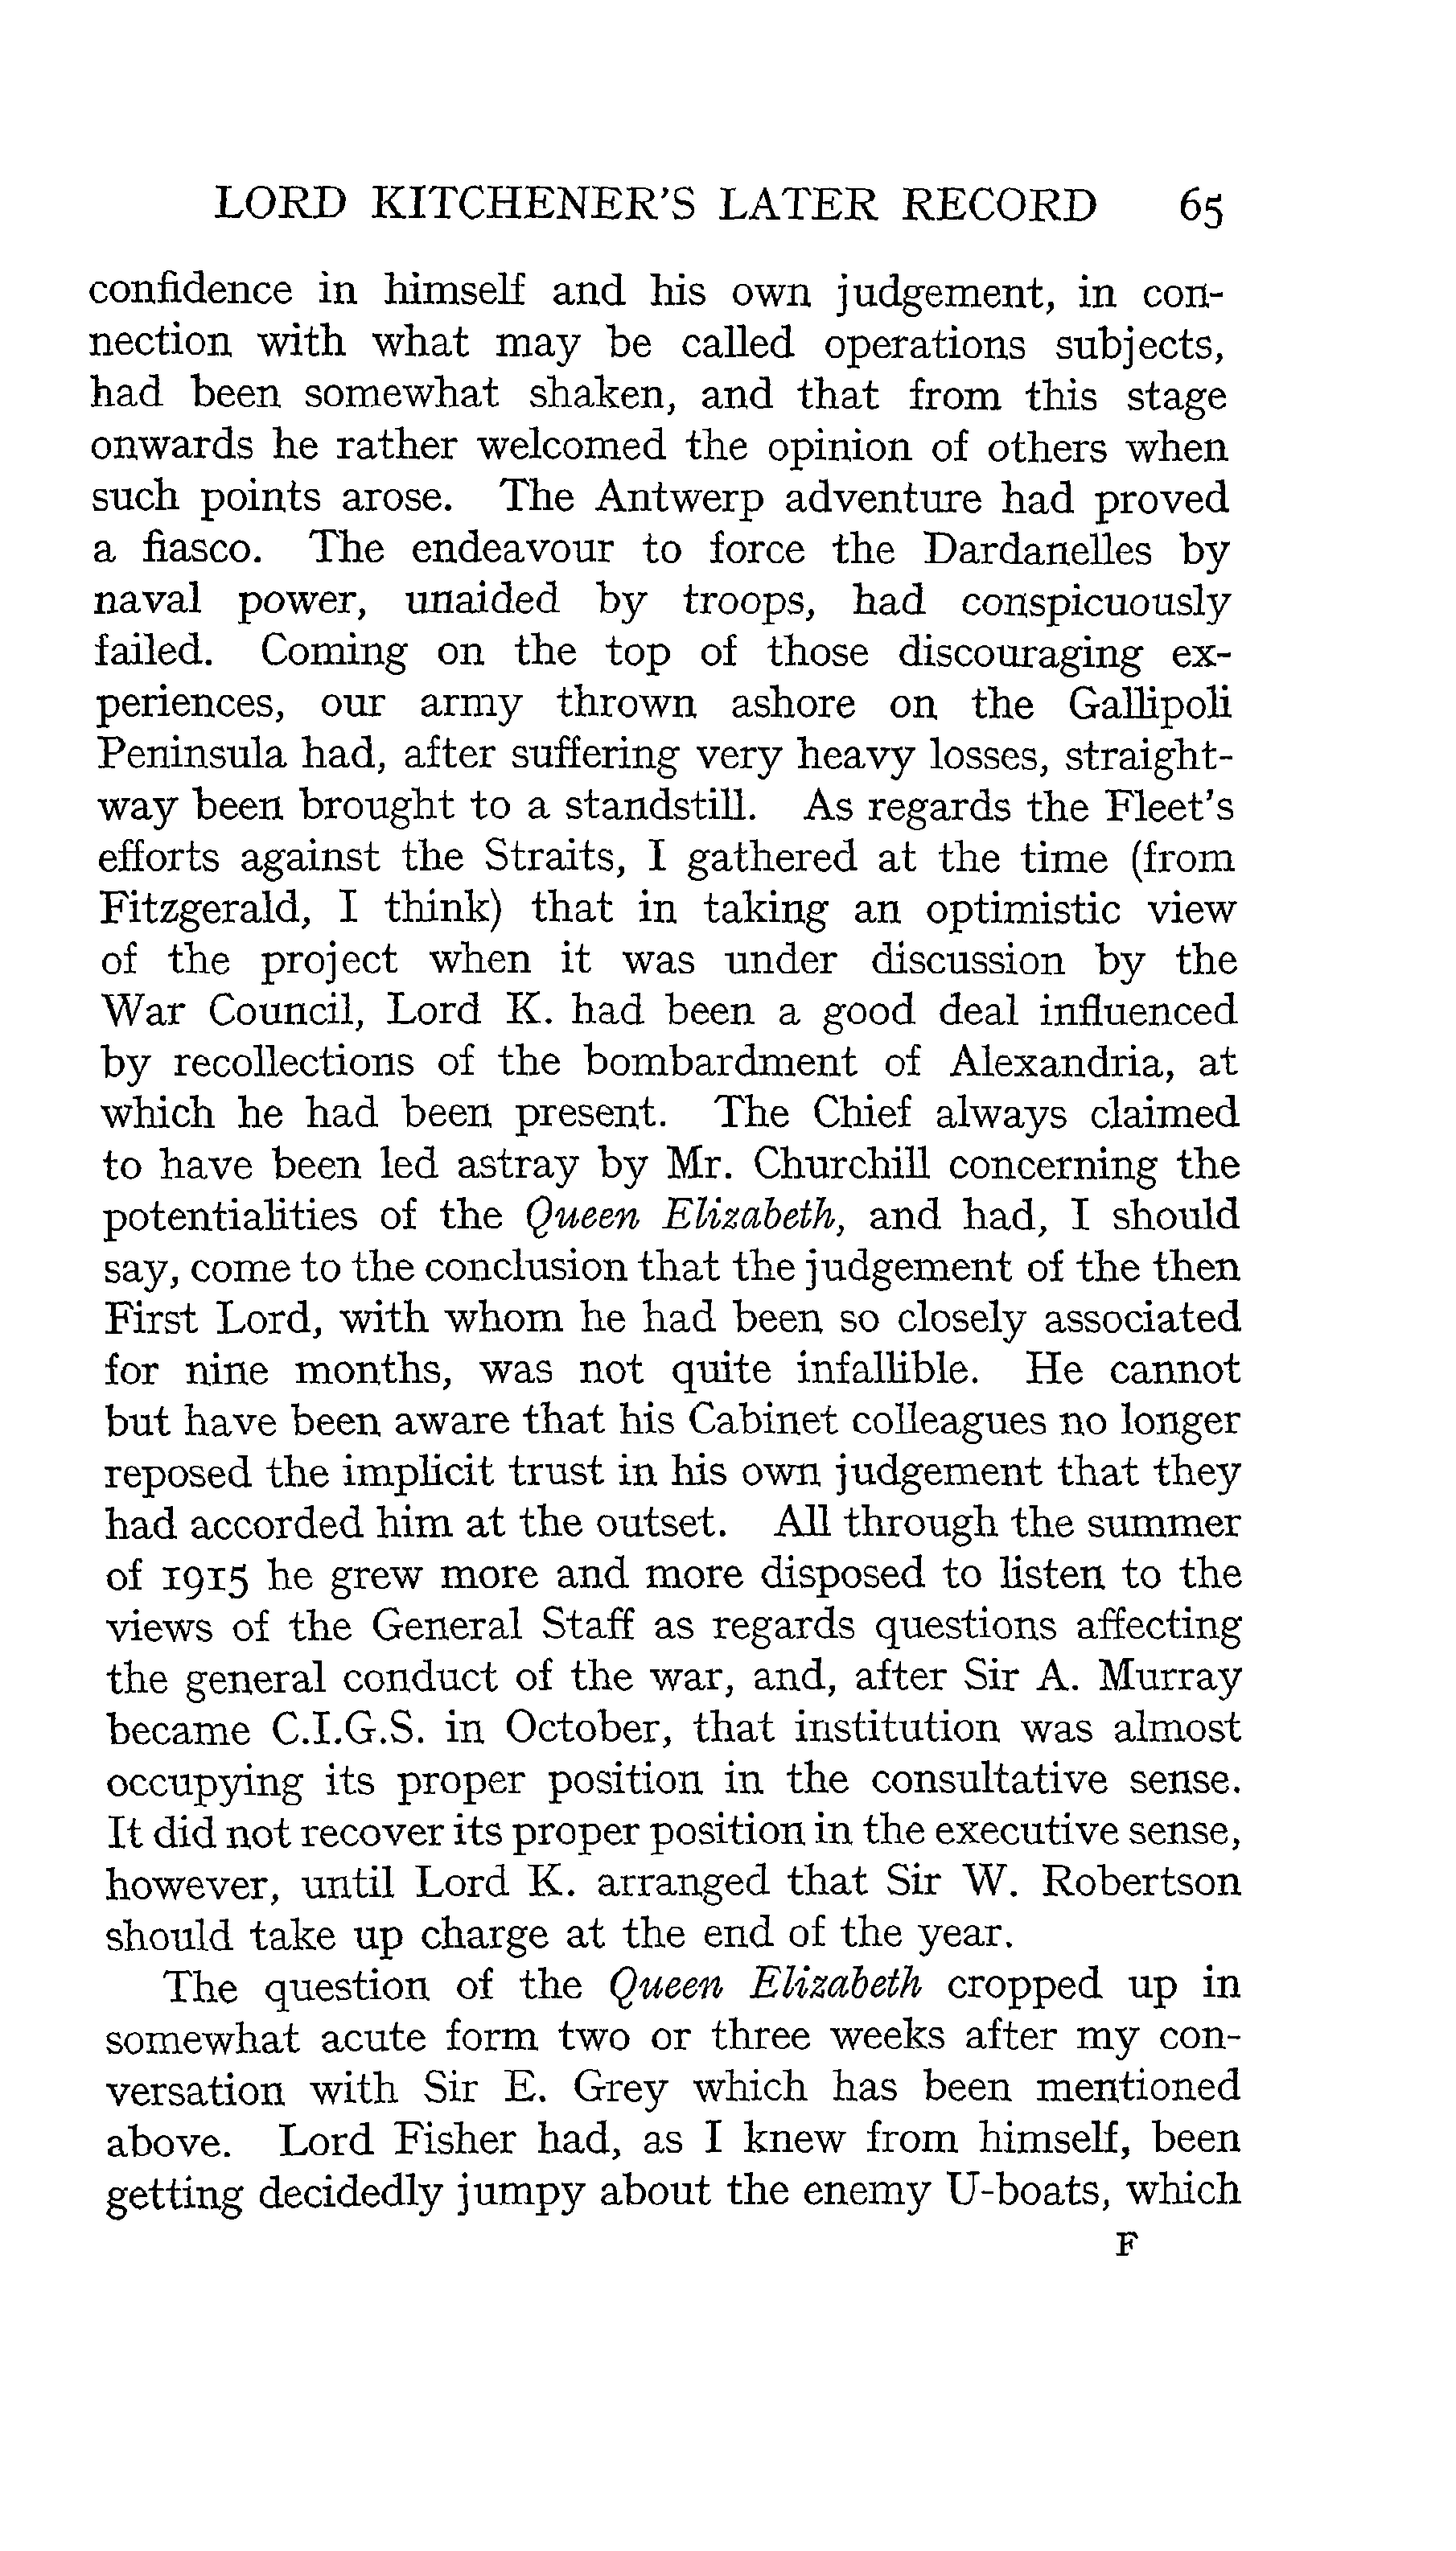 LORD KITCHENER'S LATER RECORD 65
confidence in himself and his own judgement, in con-
nection with what may be called operations subjects,
had been somewhat shaken, and that from this stage
onwards he rather welcomed the opinion of others when
such points arose. The Antwerp adventure had proved
a fiasco. The endeavour to force the Dardanelles by
naval power, unaided by troops, had conspicuously
failed. Coming on the top of those discouraging ex-
periences, our army thrown ashore on the Gallipoli
Peninsula had, after suffering very heavy losses, straight-
way been brought to a standstill. As regards the Fleet's
efforts against the Straits, I gathered at the time (from
Fitzgerald, I think) that in taking an optimistic view
of the project when it was under discussion by the
War Council, Lord K. had been a good deal influenced
by recollections of the bombardment of Alexandria, at
which he had been present. The Chief always claimed
to have been led astray by Mr. Churchill concerning the
potentialities of the Queen Elizabeth, and had, I should
say, come to the conclusion that the judgement of the then
First Lord, with whom he had been so closely associated
for nine months, was not quite infallible. He cannot
but have been aware that his Cabinet colleagues no longer
reposed the implicit trust in his own judgement that they
had accorded him at the outset. All through the summer
of 1915 he grew more and more disposed to listen to the
views of the General Staff as regards questions affecting
the general conduct of the war, and, after Sir A. Murray
became C.I.G.S. in October, that institution was almost
occupying its proper position in the consultative sense.
It did not recover its proper position in the executive sense,
however, until Lord K. arranged that Sir W. Robertson
should take up charge at the end of the year.
The question of the Queen Elizabeth cropped up in
somewhat acute form two or three weeks after my con-
versation with Sir E. Grey which has been mentioned
above. Lord Fisher had, as I knew from himself, been
getting decidedly jumpy about the enemy U-boats, which
F